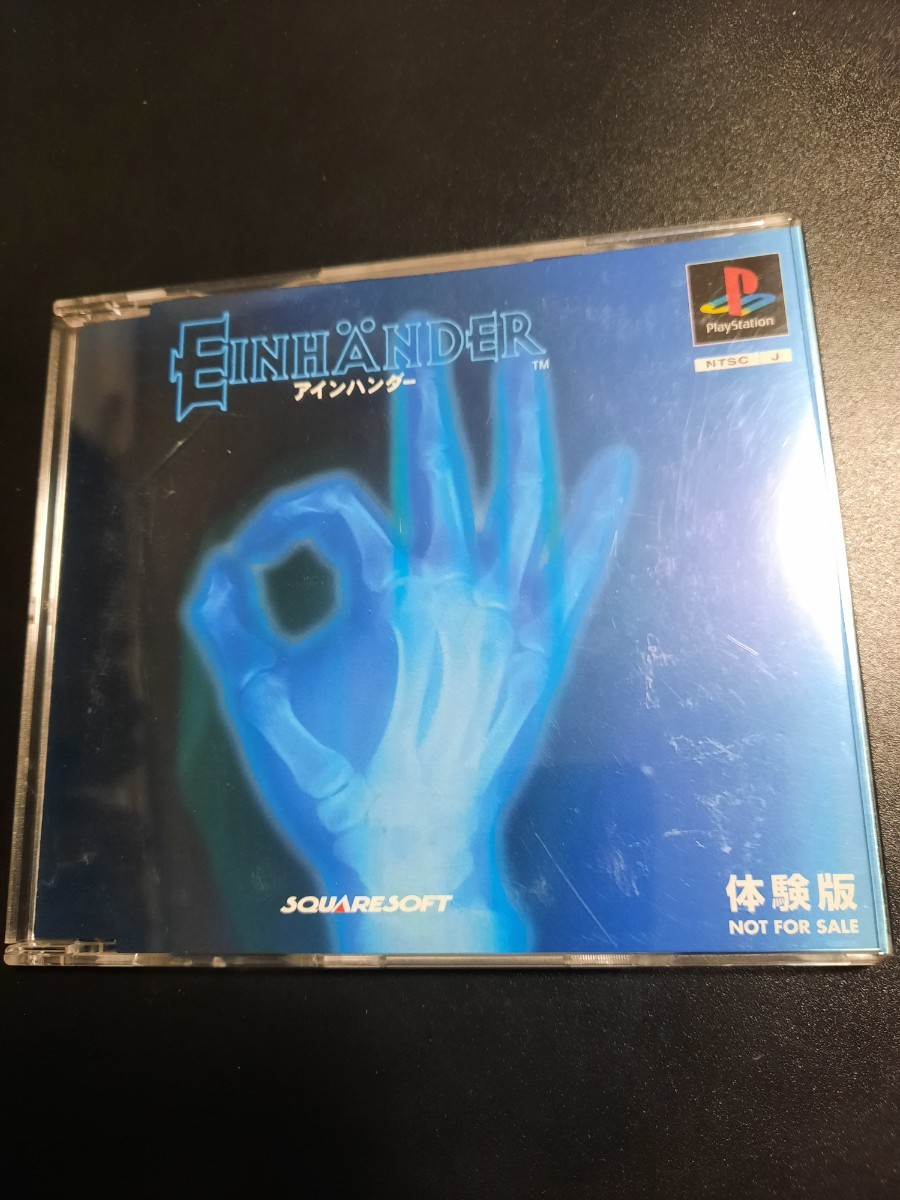 EINHÄNDER
TM
アインハンダー
PlayStation
NTSC J
SQUARESOFT
体験版
NOT FOR SALE